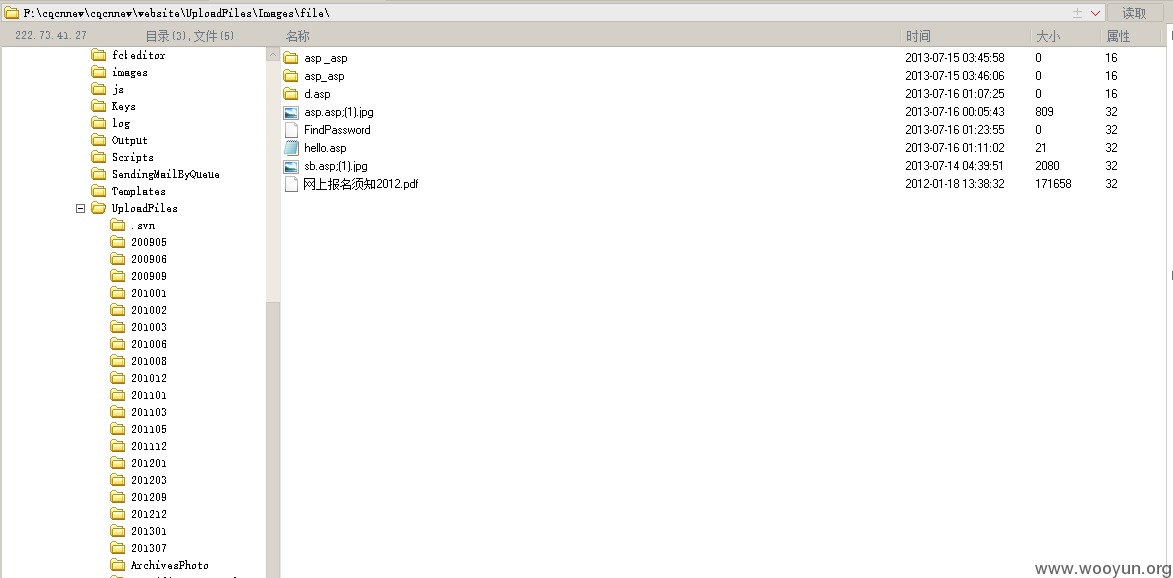 F:\cqcnnew\cqcnnew\website\UploadFiles\Images\file\ 读取
222.73.41.27 目录(3),文件(5) 名称 时间 大小 属性
fckeditor
images
js
Keys
log
Output
Scripts
SendingMailByQueue
Templates
UploadFiles
.svn
200905
200906
200909
201001
201002
201003
201006
201008
201012
201101
201103
201105
201112
201201
201203
201209
201212
201301
201307
ArchivesPhoto
asp _asp 2013-07-15 03:45:58 0 16
asp_asp 2013-07-15 03:46:06 0 16
d.asp 2013-07-16 01:07:25 0 16
asp.asp;(1).jpg 2013-07-16 00:05:43 809 32
FindPassword 2013-07-16 01:23:55 0 32
hello.asp 2013-07-16 01:11:02 21 32
sb.asp;(1).jpg 2013-07-14 04:39:51 2080 32
网上报名须知2012.pdf 2012-01-18 13:38:32 171658 32
www.wooyun.org